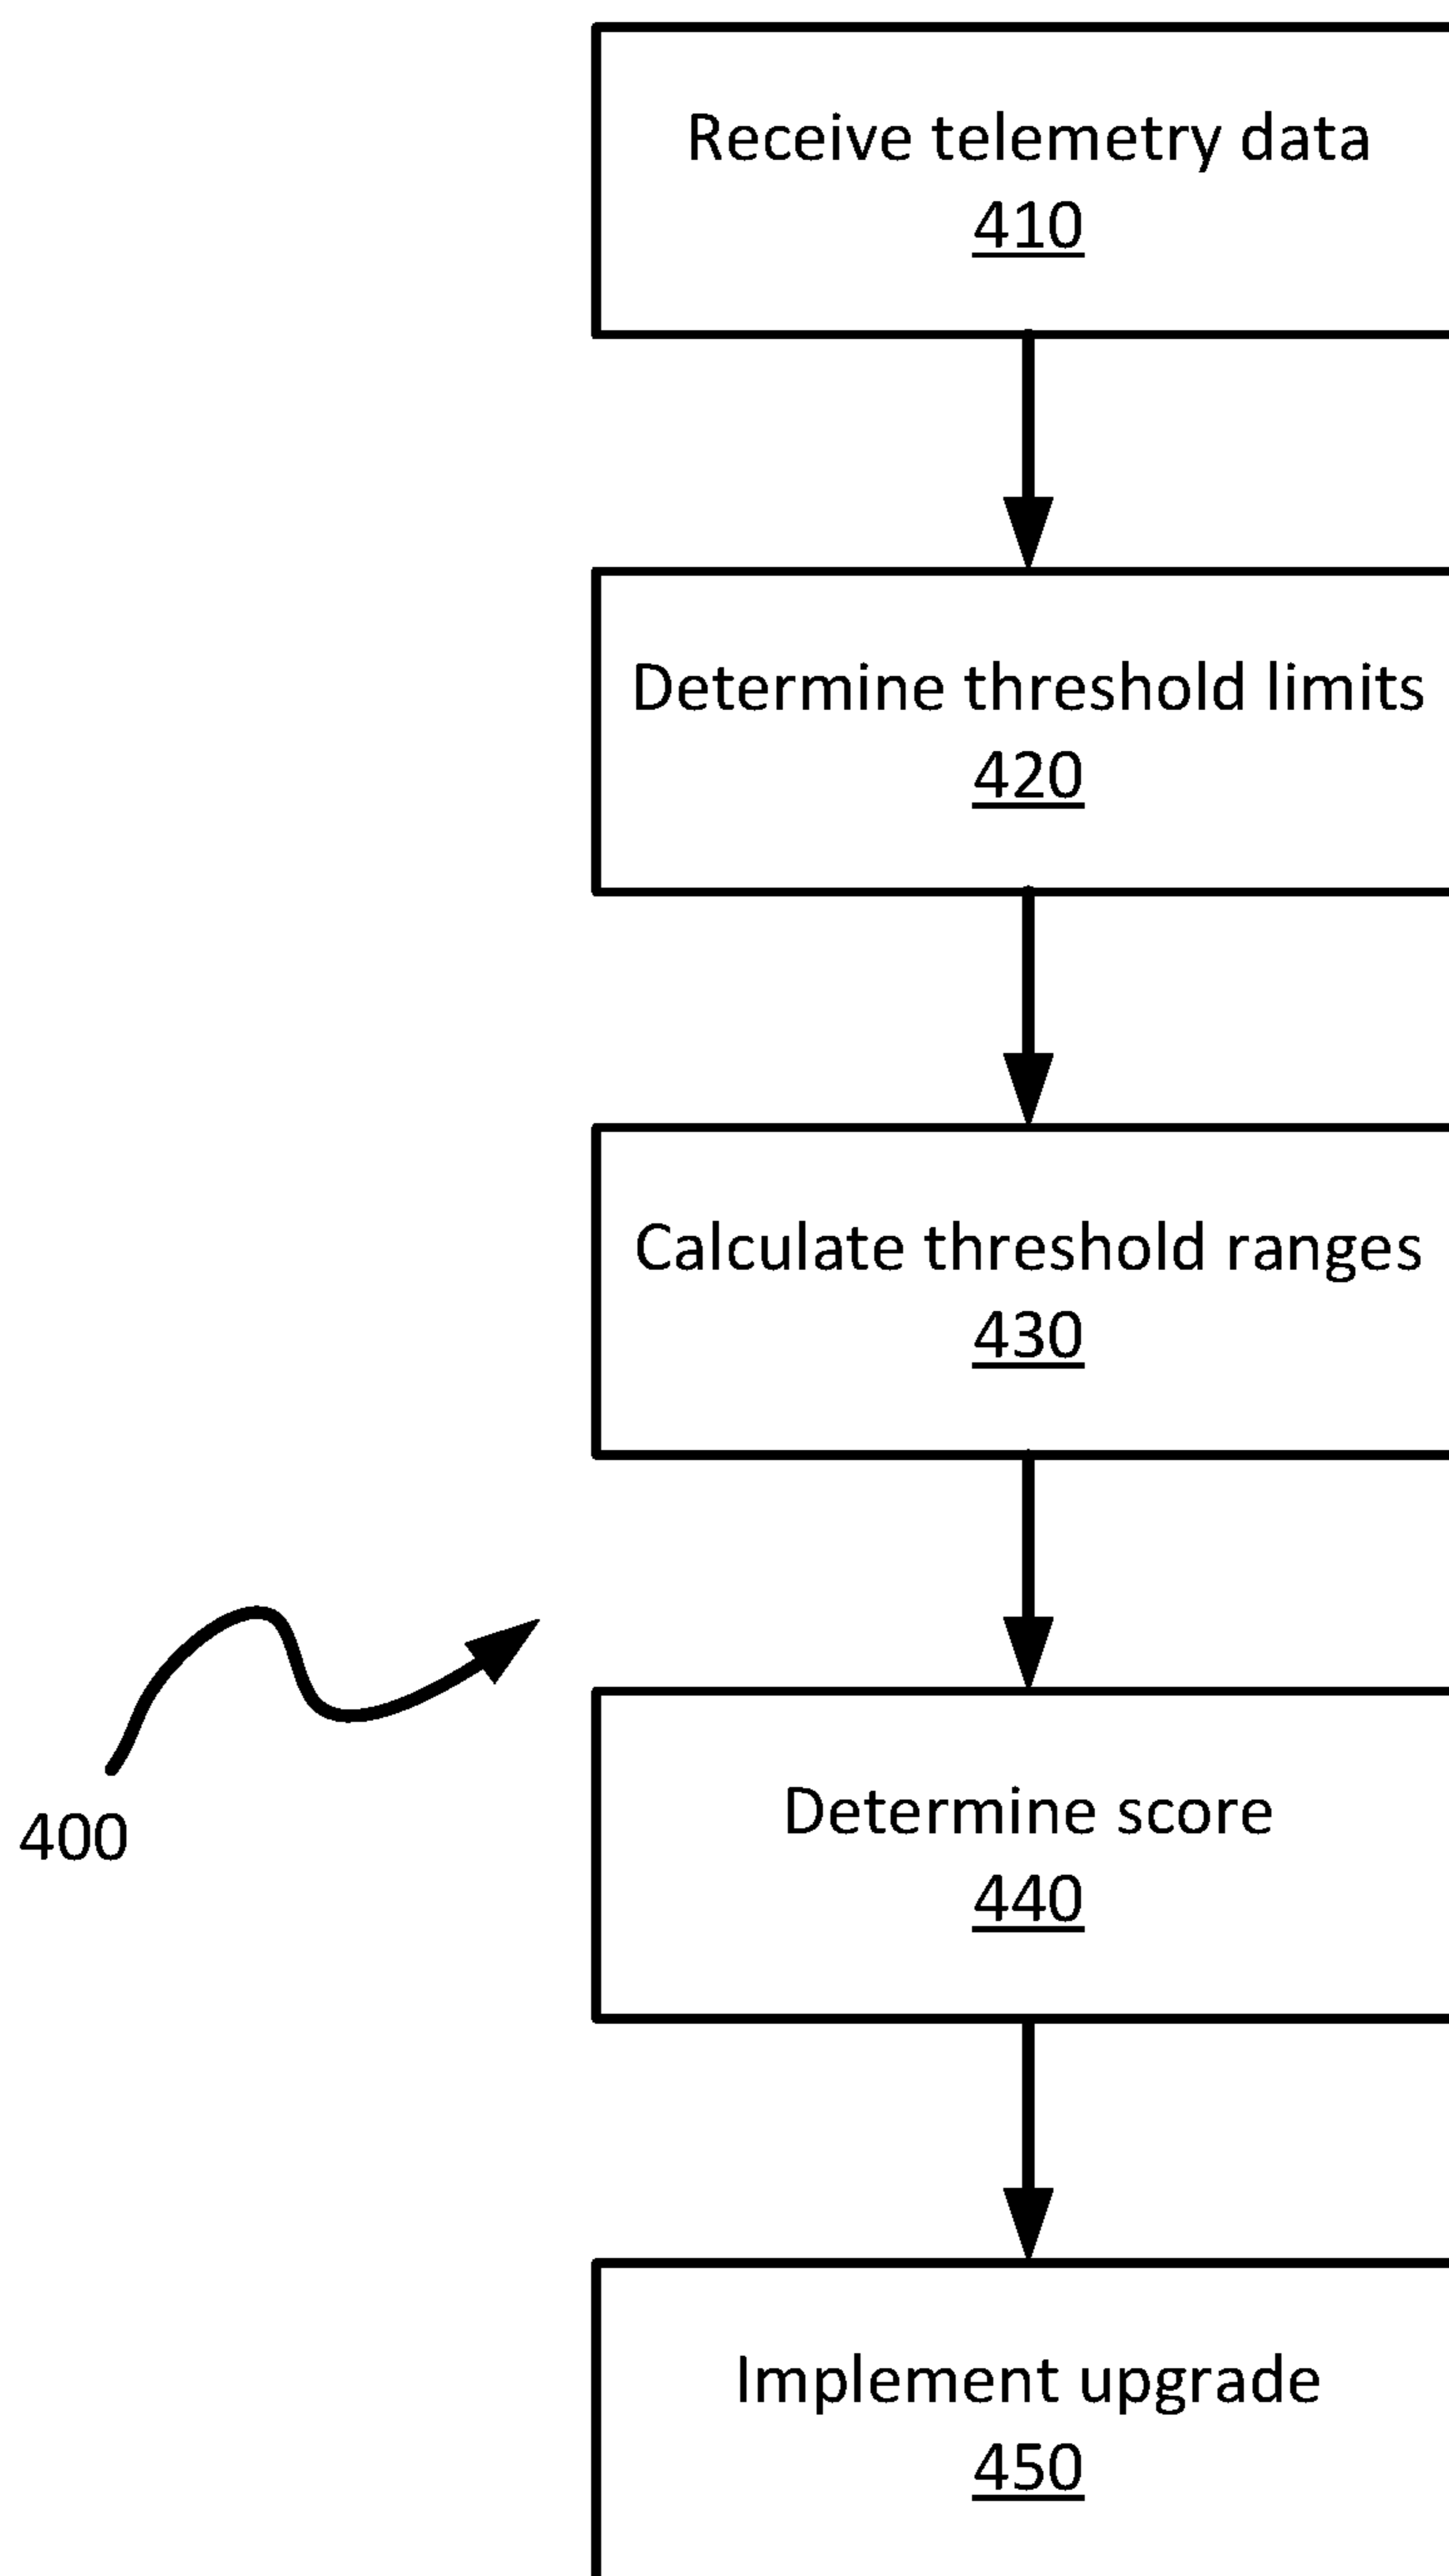 Receive telemetry data
410
Determine threshold limits
420
Calculate threshold ranges
430
Determine score
440
400
Implement upgrade
450